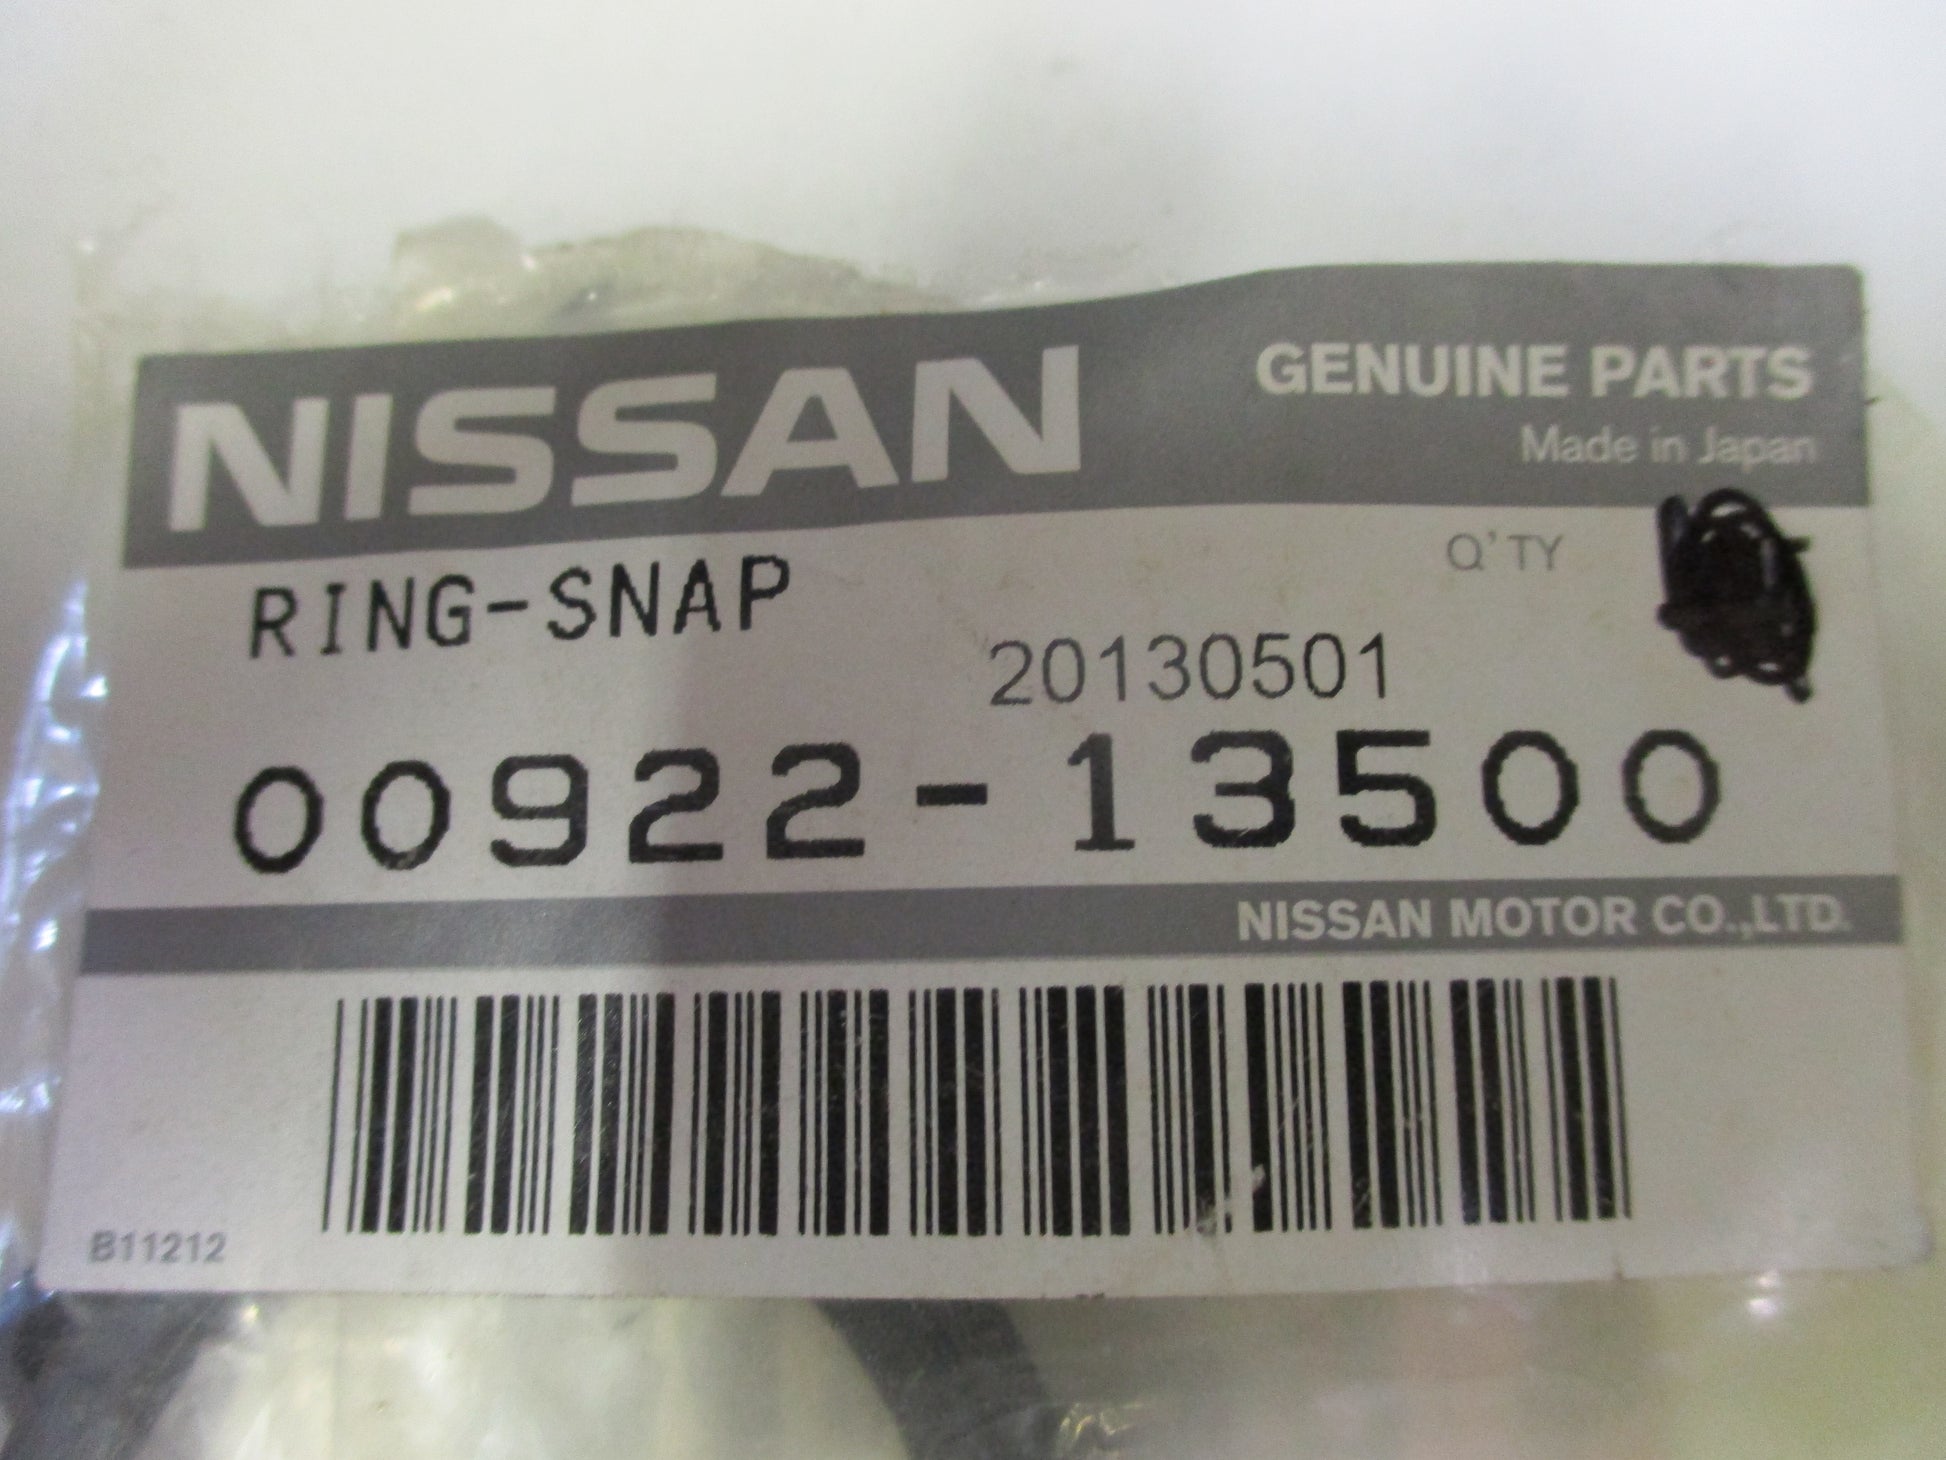 NISSAN
GENUINE PARTS
Made in Japan
RING-SNAP
Q'TY
20130501
00922-13500
NISSAN MOTOR CO.,LTD.
B11212